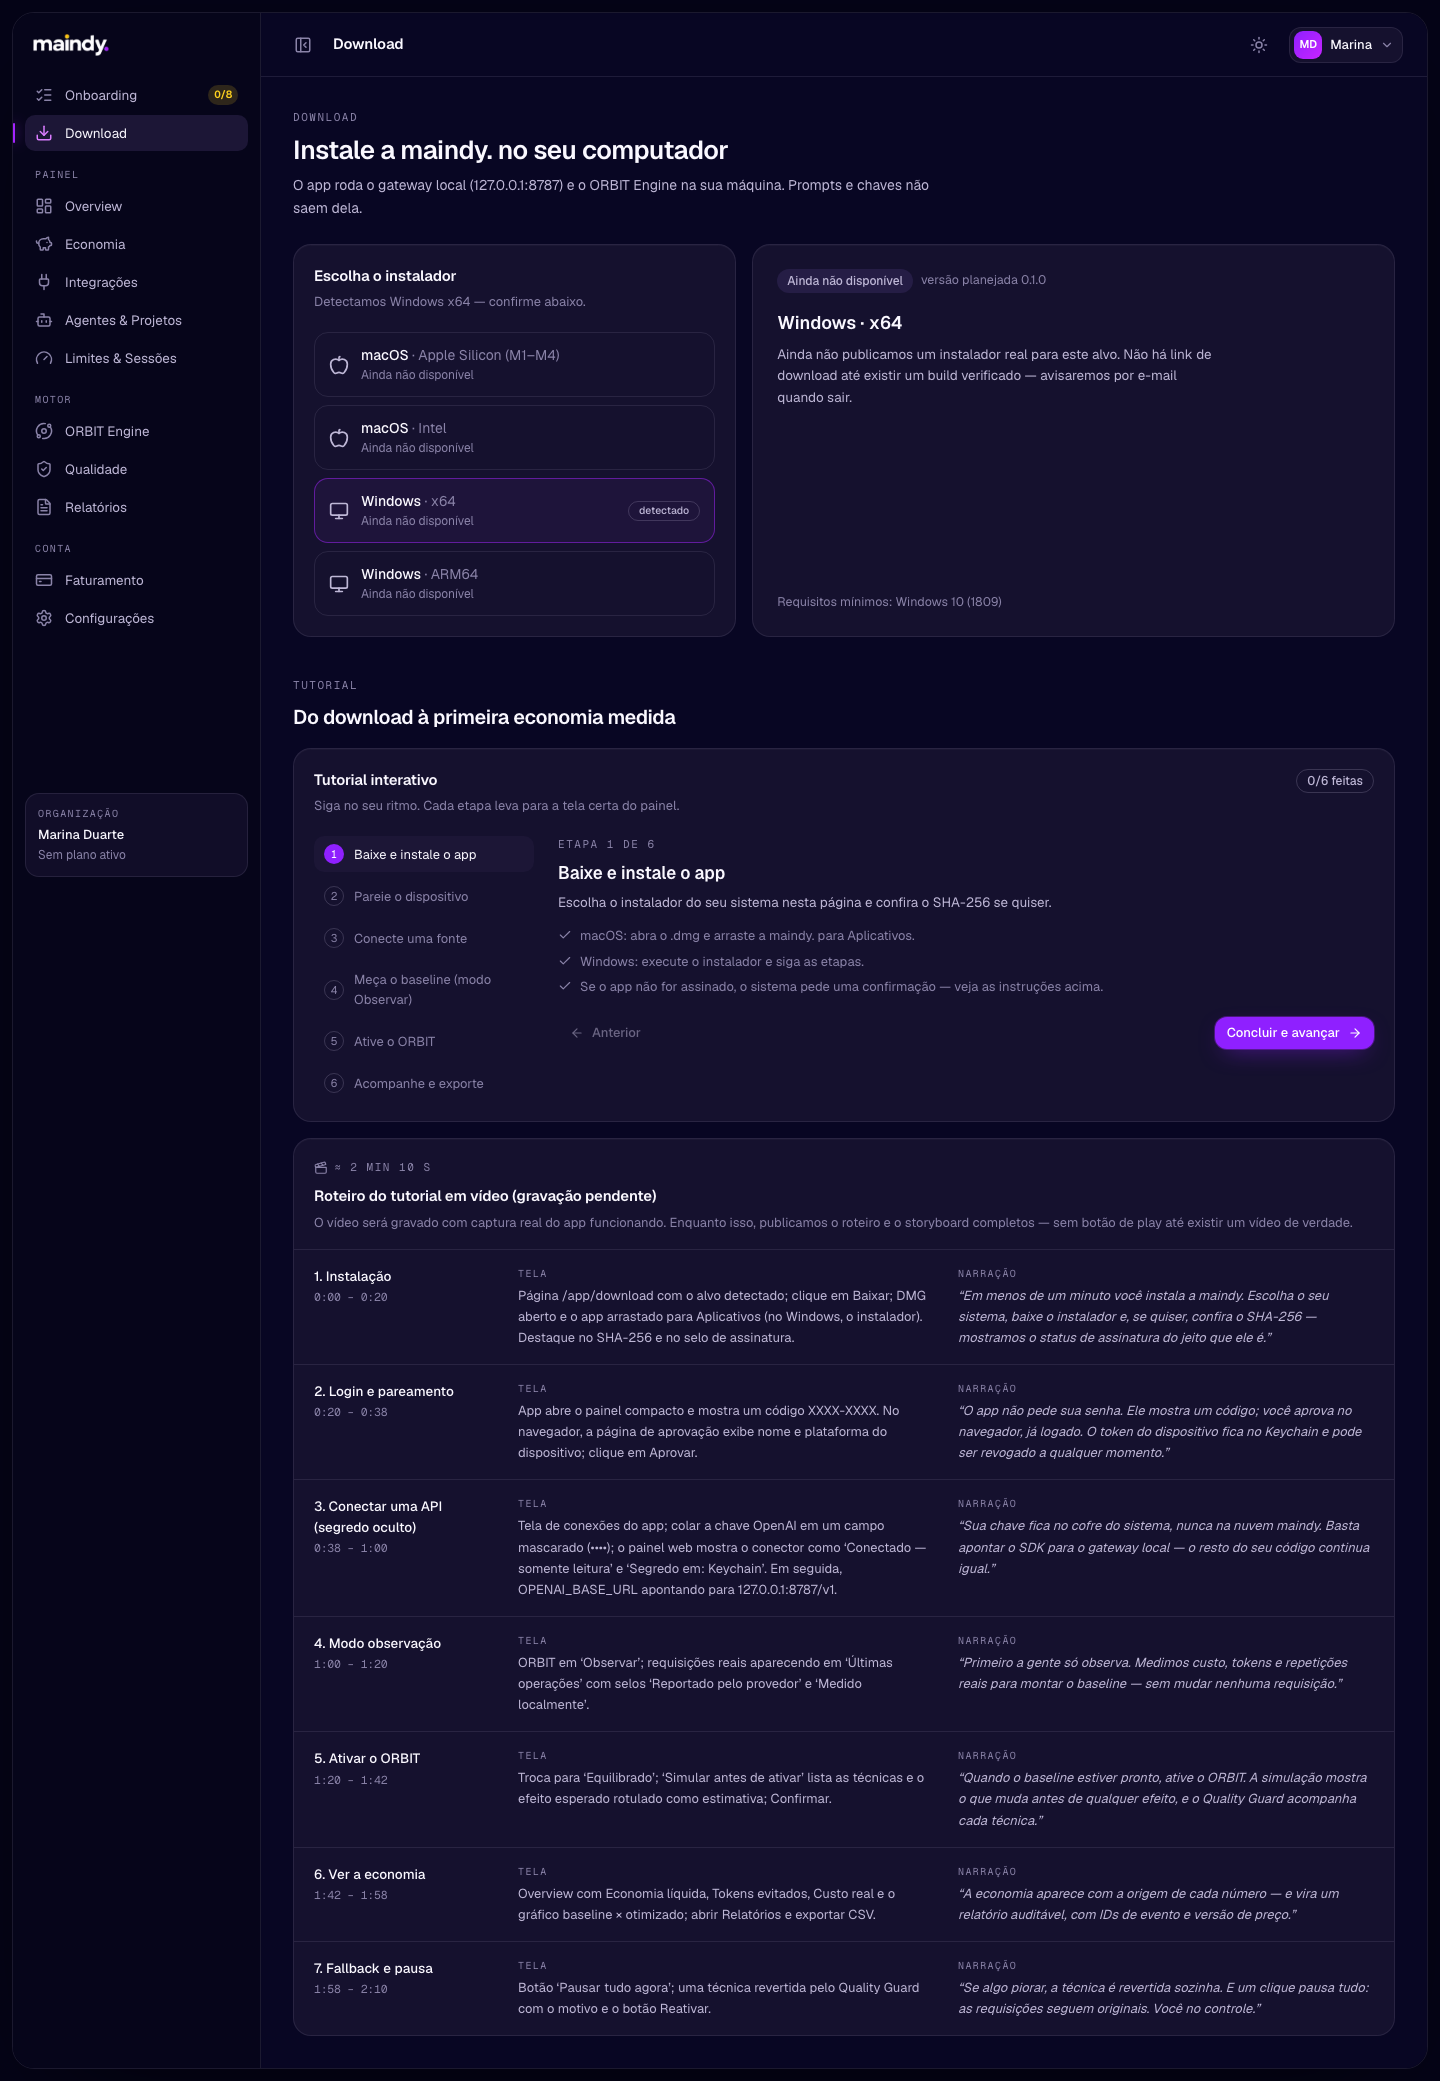 maindy.
Onboarding
0/8
Download
PAINEL
Overview
Economia
Integrações
Agentes & Projetos
Limites & Sessões
MOTOR
ORBIT Engine
Qualidade
Relatórios
CONTA
Faturamento
Configurações
ORGANIZAÇÃO
Marina Duarte
Sem plano ativo
Download
MD
Marina
DOWNLOAD
Instale a maindy. no seu computador
O app roda o gateway local (127.0.0.1:8787) e o ORBIT Engine na sua máquina. Prompts e chaves não
saem dela.
Escolha o instalador
Detectamos Windows x64 — confirme abaixo.
macOS · Apple Silicon (M1–M4)
Ainda não disponível
macOS · Intel
Ainda não disponível
Windows · x64
Ainda não disponível
detectado
Windows · ARM64
Ainda não disponível
Ainda não disponível
versão planejada 0.1.0
Windows · x64
Ainda não publicamos um instalador real para este alvo. Não há link de
download até existir um build verificado — avisaremos por e-mail
quando sair.
Requisitos mínimos: Windows 10 (1809)
TUTORIAL
Do download à primeira economia medida
Tutorial interativo
0/6 feitas
Siga no seu ritmo. Cada etapa leva para a tela certa do painel.
1 Baixe e instale o app
2 Pareie o dispositivo
3 Conecte uma fonte
4 Meça o baseline (modo
Observar)
5 Ative o ORBIT
6 Acompanhe e exporte
ETAPA 1 DE 6
Baixe e instale o app
Escolha o instalador do seu sistema nesta página e confira o SHA-256 se quiser.
macOS: abra o .dmg e arraste a maindy. para Aplicativos.
Windows: execute o instalador e siga as etapas.
Se o app não for assinado, o sistema pede uma confirmação — veja as instruções acima.
← Anterior
Concluir e avançar →
≈ 2 MIN 10 S
Roteiro do tutorial em vídeo (gravação pendente)
O vídeo será gravado com captura real do app funcionando. Enquanto isso, publicamos o roteiro e o storyboard completos — sem botão de play até existir um vídeo de verdade.
1. Instalação
0:00 – 0:20
TELA
Página /app/download com o alvo detectado; clique em Baixar; DMG
aberto e o app arrastado para Aplicativos (no Windows, o instalador).
Destaque no SHA-256 e no selo de assinatura.
NARRAÇÃO
“Em menos de um minuto você instala a maindy. Escolha o seu
sistema, baixe o instalador e, se quiser, confira o SHA-256 —
mostramos o status de assinatura do jeito que ele é.”
2. Login e pareamento
0:20 – 0:38
TELA
App abre o painel compacto e mostra um código XXXX-XXXX. No
navegador, a página de aprovação exibe nome e plataforma do
dispositivo; clique em Aprovar.
NARRAÇÃO
“O app não pede sua senha. Ele mostra um código; você aprova no
navegador, já logado. O token do dispositivo fica no Keychain e pode
ser revogado a qualquer momento.”
3. Conectar uma API
(segredo oculto)
0:38 – 1:00
TELA
Tela de conexões do app; colar a chave OpenAI em um campo
mascarado (••••); o painel web mostra o conector como ‘Conectado —
somente leitura’ e ‘Segredo em: Keychain’. Em seguida,
OPENAI_BASE_URL apontando para 127.0.0.1:8787/v1.
NARRAÇÃO
“Sua chave fica no cofre do sistema, nunca na nuvem maindy. Basta
apontar o SDK para o gateway local — o resto do seu código continua
igual.”
4. Modo observação
1:00 – 1:20
TELA
ORBIT em ‘Observar’; requisições reais aparecendo em ‘Últimas
operações’ com selos ‘Reportado pelo provedor’ e ‘Medido
localmente’.
NARRAÇÃO
“Primeiro a gente só observa. Medimos custo, tokens e repetições
reais para montar o baseline — sem mudar nenhuma requisição.”
5. Ativar o ORBIT
1:20 – 1:42
TELA
Troca para ‘Equilibrado’; ‘Simular antes de ativar’ lista as técnicas e o
efeito esperado rotulado como estimativa; Confirmar.
NARRAÇÃO
“Quando o baseline estiver pronto, ative o ORBIT. A simulação mostra
o que muda antes de qualquer efeito, e o Quality Guard acompanha
cada técnica.”
6. Ver a economia
1:42 – 1:58
TELA
Overview com Economia líquida, Tokens evitados, Custo real e o
gráfico baseline × otimizado; abrir Relatórios e exportar CSV.
NARRAÇÃO
“A economia aparece com a origem de cada número — e vira um
relatório auditável, com IDs de evento e versão de preço.”
7. Fallback e pausa
1:58 – 2:10
TELA
Botão ‘Pausar tudo agora’; uma técnica revertida pelo Quality Guard
com o motivo e o botão Reativar.
NARRAÇÃO
“Se algo piorar, a técnica é revertida sozinha. E um clique pausa tudo:
as requisições seguem originais. Você no controle.”